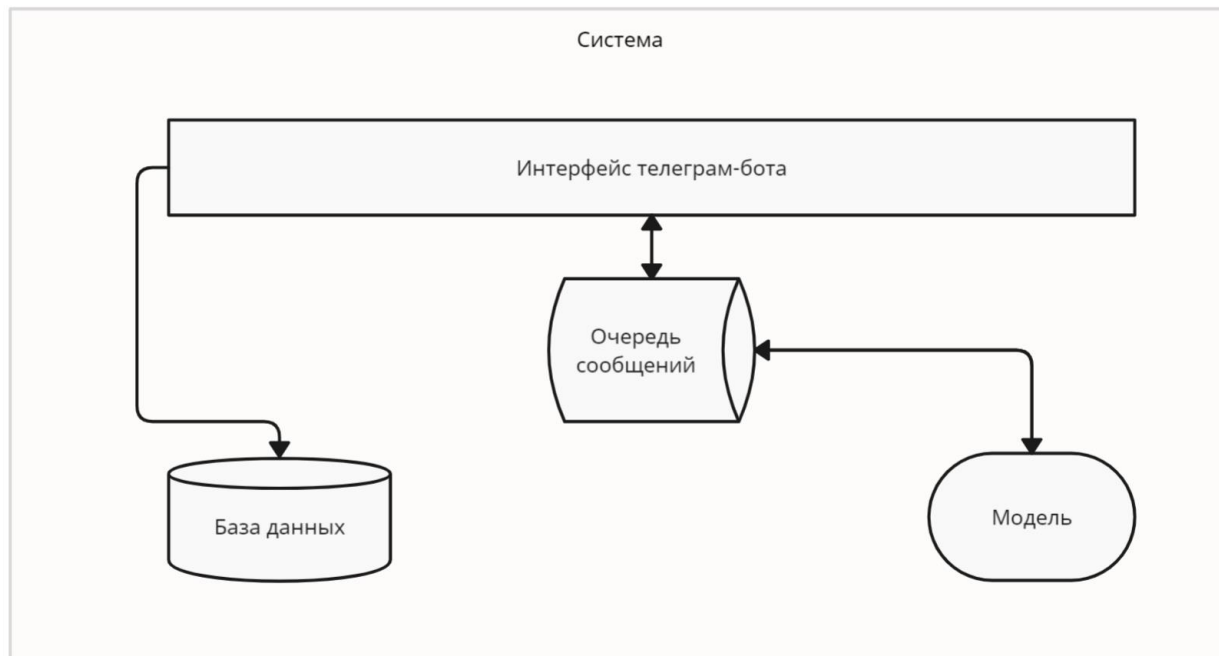 Система
Интерфейс телеграм-бота
Очередь
сообщений
База данных
Модель